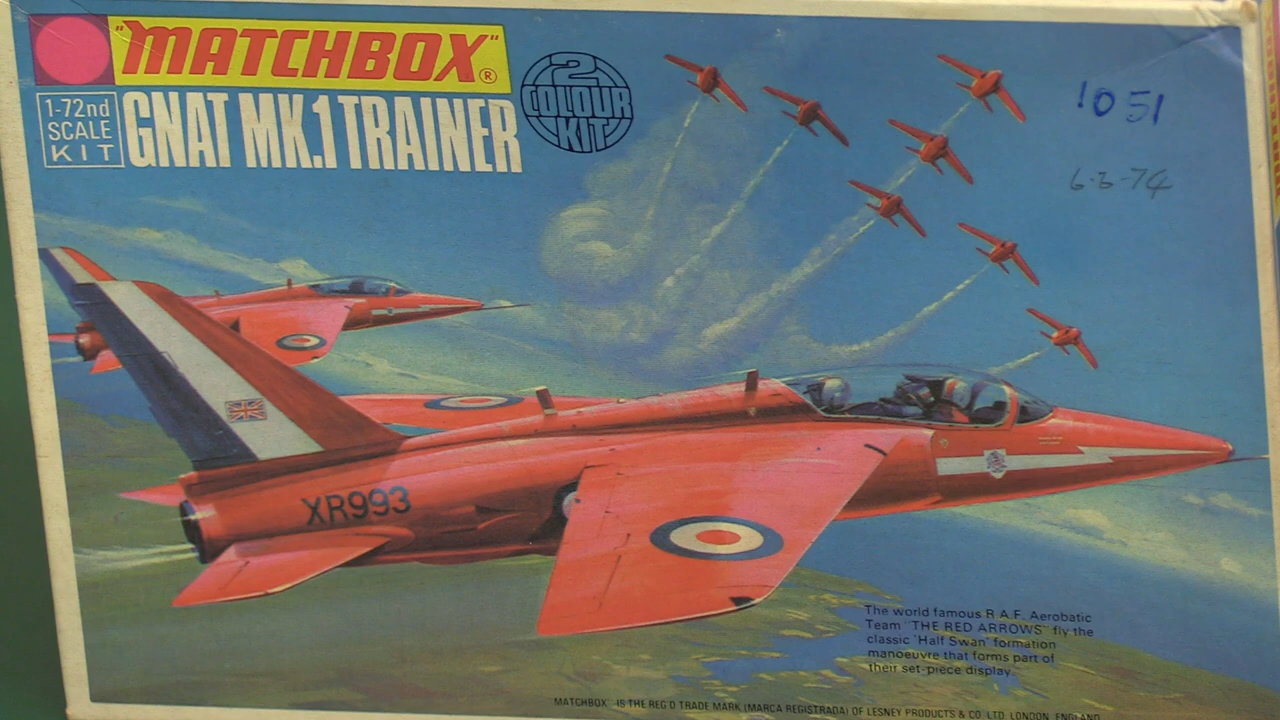 "MATCHBOX"®
1-72nd
SCALE
KIT
GNAT MK.1 TRAINER
2
COLOUR
KIT
1051
6-3-74
XR993
The world famous R.A.F. Aerobatic
Team "THE RED ARROWS" fly the
classic 'Half Swan' formation
manoeuvre that forms part of
their set-piece display.
MATCHBOX" IS THE REG'D TRADE MARK (MARCA REGISTRADA) OF LESNEY PRODUCTS & CO. LTD. LONDON, ENGLAND